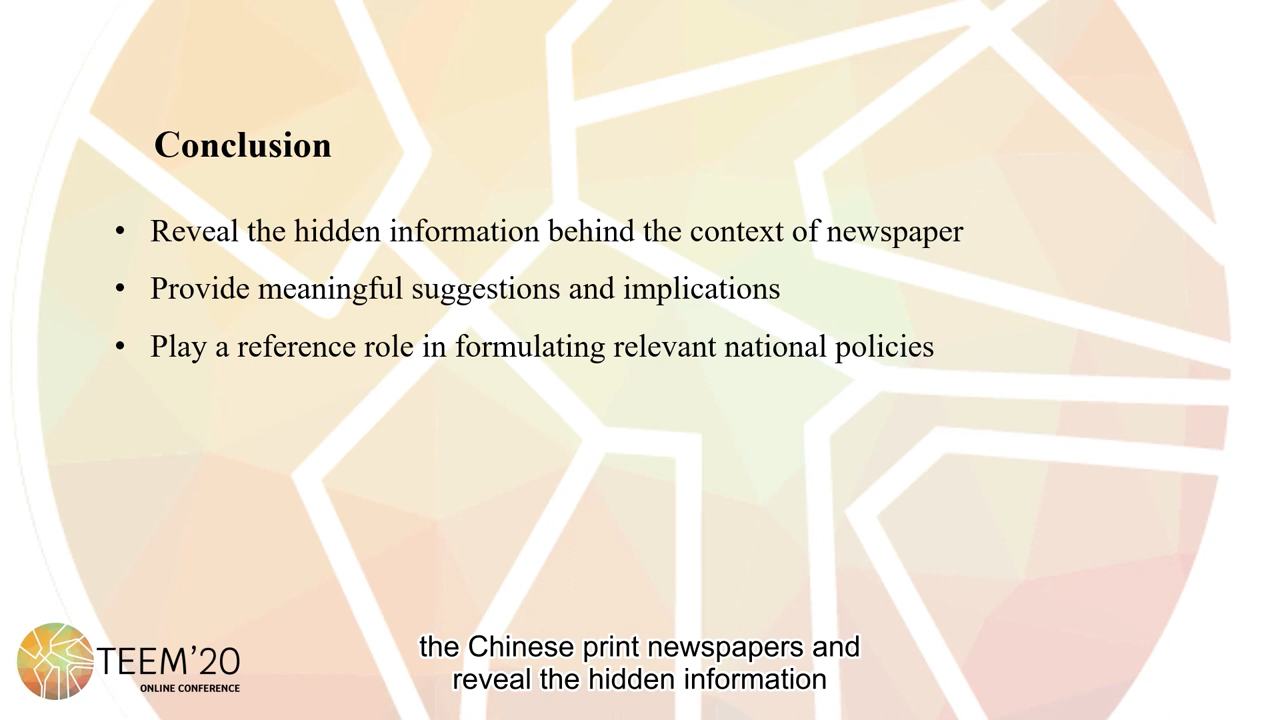 Conclusion
• Reveal the hidden information behind the context of newspaper
• Provide meaningful suggestions and implications
• Play a reference role in formulating relevant national policies
TEEM’20
ONLINE CONFERENCE
the Chinese print newspapers and
reveal the hidden information